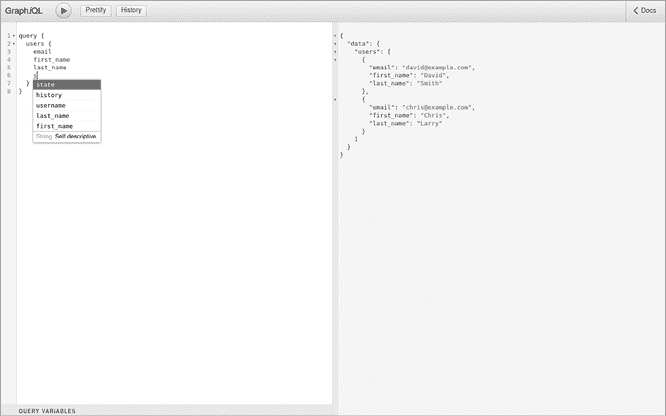 GraphiQL
Prettify
History
Docs
1
2
3
4
5
6
7
8
query {
users {
email
first_name
last_name
s
}
}
state
history
username
last_name
first_name
String Self descriptive.
QUERY VARIABLES
{
"data": {
"users": [
{
"email": "david@example.com",
"first_name": "David",
"last_name": "Smith"
},
{
"email": "chris@example.com",
"first_name": "Chris",
"last_name": "Larry"
}
]
}
}